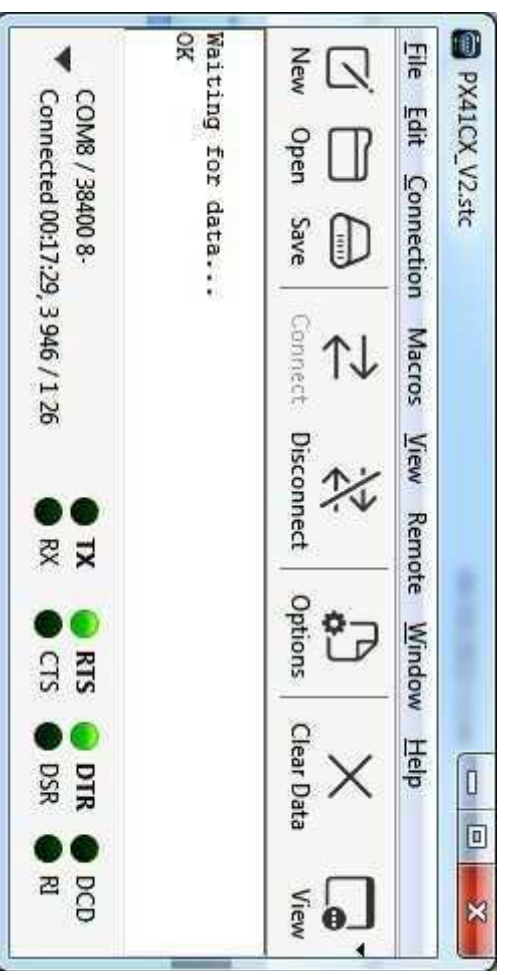 PX41CX_V2.stc
File Edit Connection Macros View Remote Window Help
New Open Save Connect Disconnect Options Clear Data View
Waiting for data...
OK
COM8 / 38400 8-
Connected 00:17:29, 3 946 / 1 26
TX RTS DTR DCD
RX CTS DSR RI